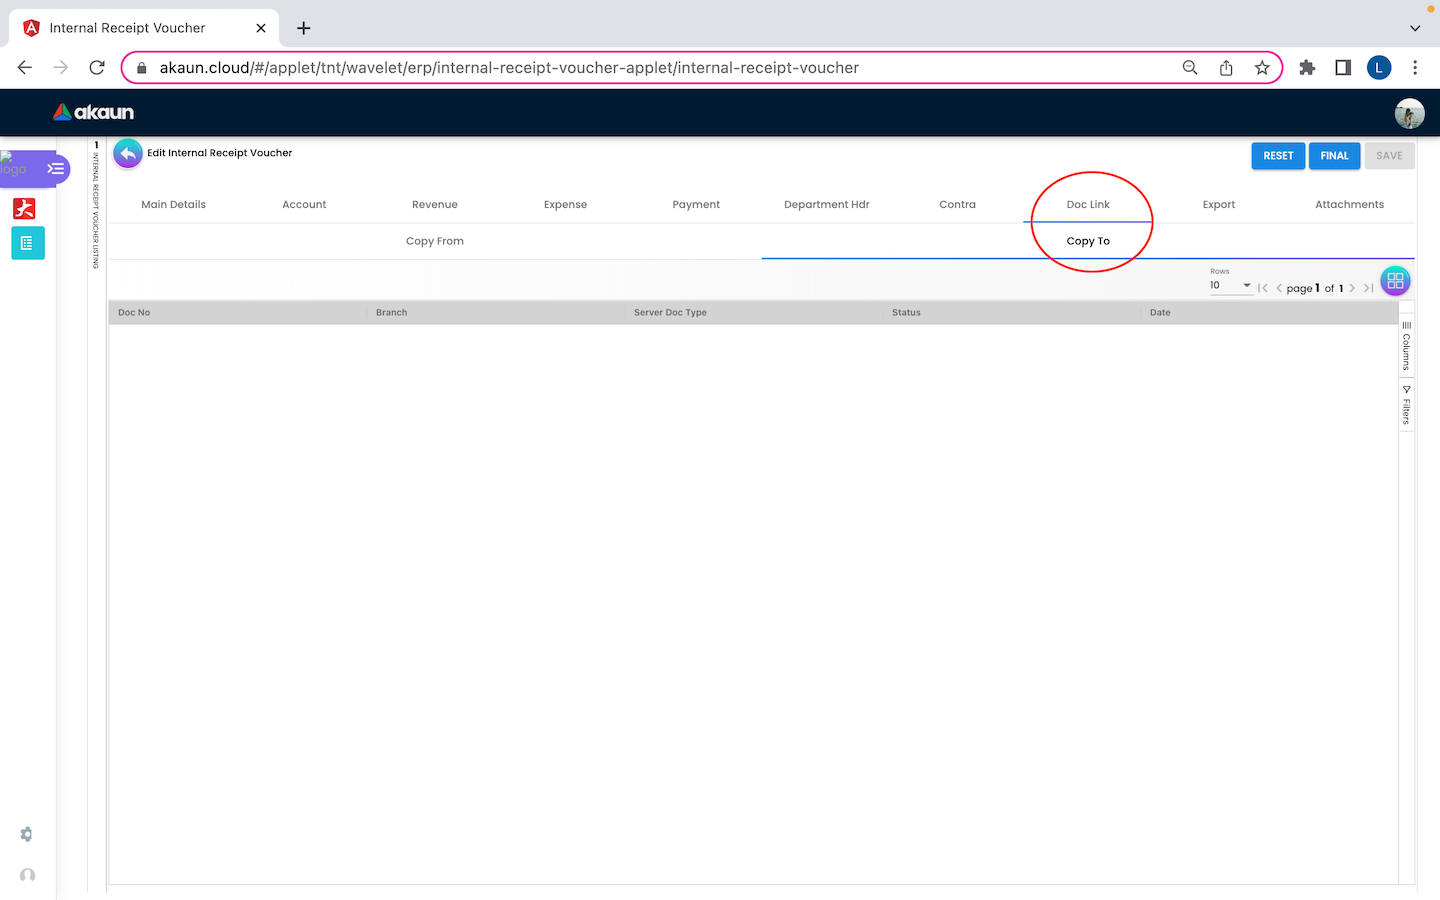 Internal Receipt Voucher
akaun.cloud/#/applet/tnt/wavelet/erp/internal-receipt-voucher-applet/internal-receipt-voucher
L
akaun
logo
1
INTERNAL RECEIPT VOUCHER LISTING
Edit Internal Receipt Voucher
RESET FINAL SAVE
Main Details Account Revenue Expense Payment Department Hdr Contra Doc Link Export Attachments
Copy From Copy To
Rows
10 page 1 of 1
Doc No Branch Server Doc Type Status Date
Columns
Filters